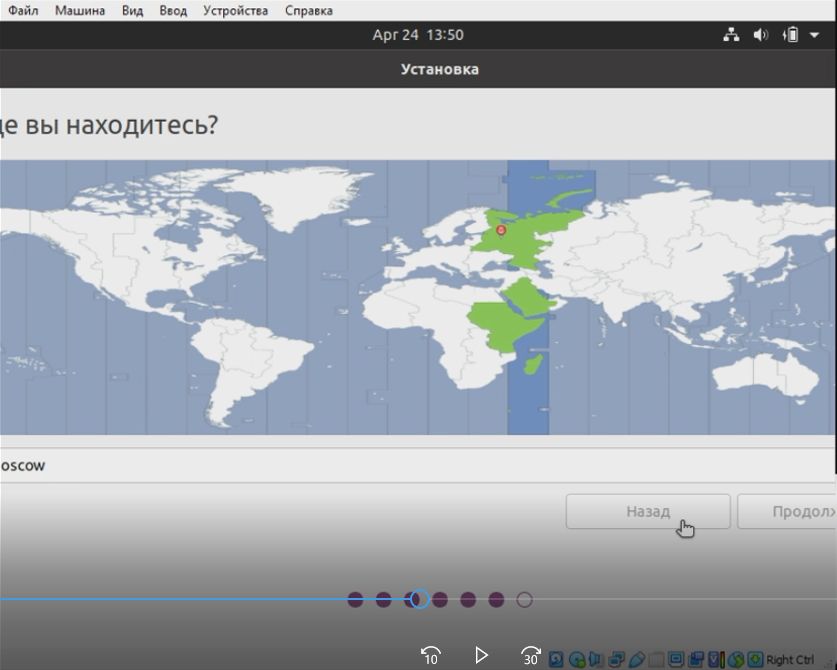 Файл Машина Вид Ввод Устройства Справка
Apr 24 13:50
Установка
де вы находитесь?
oscow
Назад Продолж
10 30 Right Ctrl